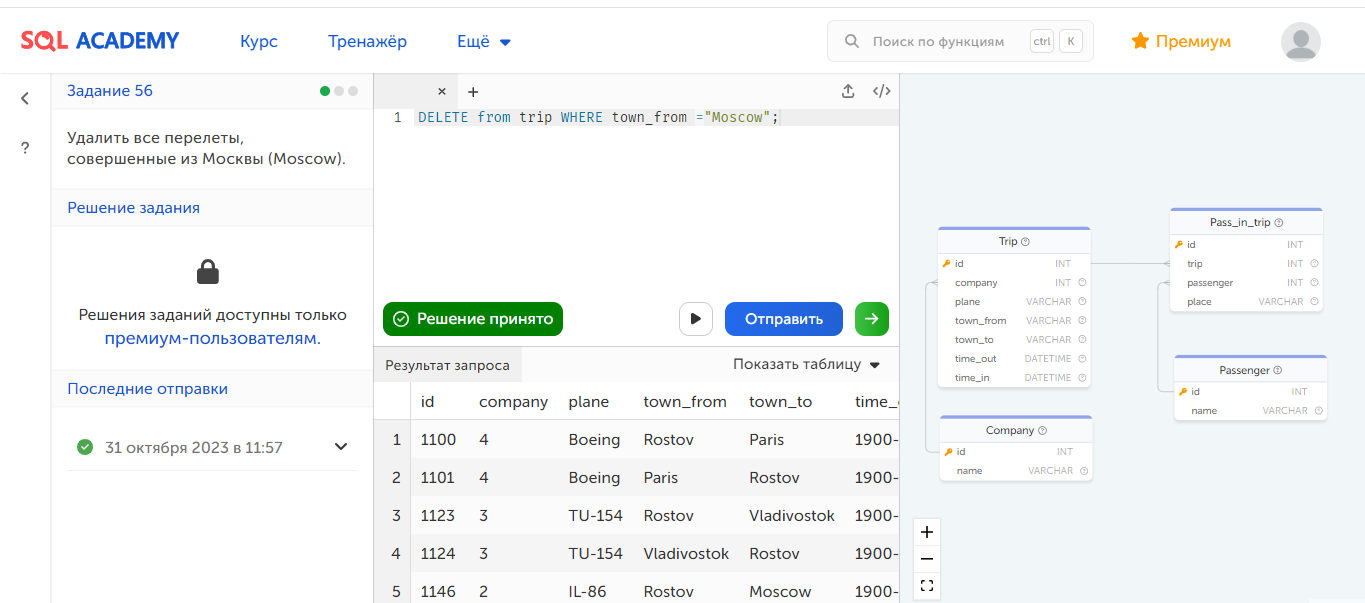 SQL ACADEMY
Курс
Тренажёр
Ещё
Поиск по функциям
ctrl
K
Премиум
Задание 56
Удалить все перелеты,
совершенные из Москвы (Moscow).
Решение задания
Решения заданий доступны только
премиум-пользователям.
Последние отправки
31 октября 2023 в 11:57
?
×
+
</>
1 DELETE from trip WHERE town_from ="Moscow";
Решение принято
Отправить
Результат запроса
Показать таблицу
id company plane town_from town_to
1 1100 4 Boeing Rostov Paris 1900-
2 1101 4 Boeing Paris Rostov 1900-
3 1123 3 TU-154 Rostov Vladivostok 1900-
4 1124 3 TU-154 Vladivostok Rostov 1900-
5 1146 2 IL-86 Rostov Moscow 1900-
Trip
id INT
company INT
plane VARCHAR
town_from VARCHAR
town_to VARCHAR
time_out DATETIME
time_in DATETIME
Company
id INT
name VARCHAR
Pass_in_trip
id INT
trip INT
passenger INT
place VARCHAR
Passenger
id INT
name VARCHAR
+
−